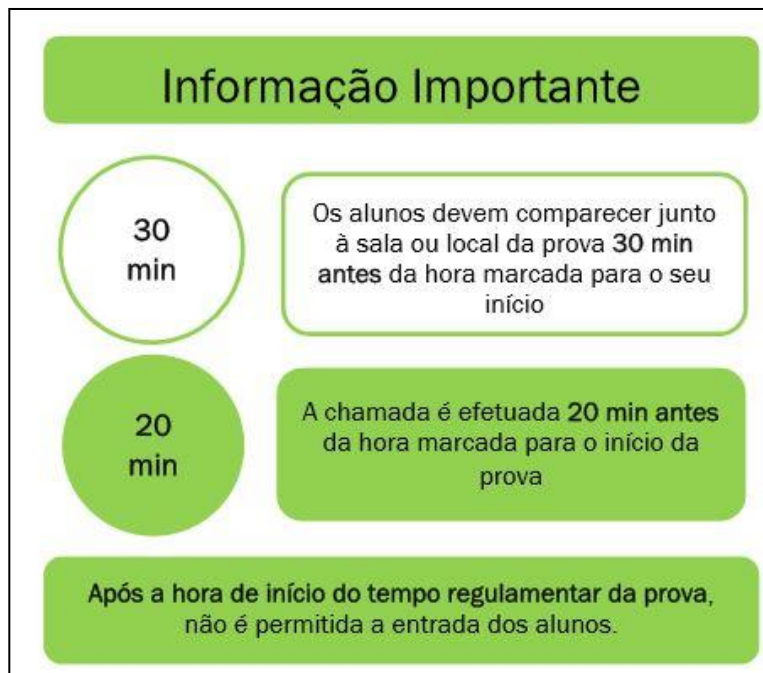 Informação Importante
30
min
Os alunos devem comparecer junto
à sala ou local da prova 30 min
antes da hora marcada para o seu
início
20
min
A chamada é efetuada 20 min antes
da hora marcada para o início da
prova
Após a hora de início do tempo regulamentar da prova,
não é permitida a entrada dos alunos.